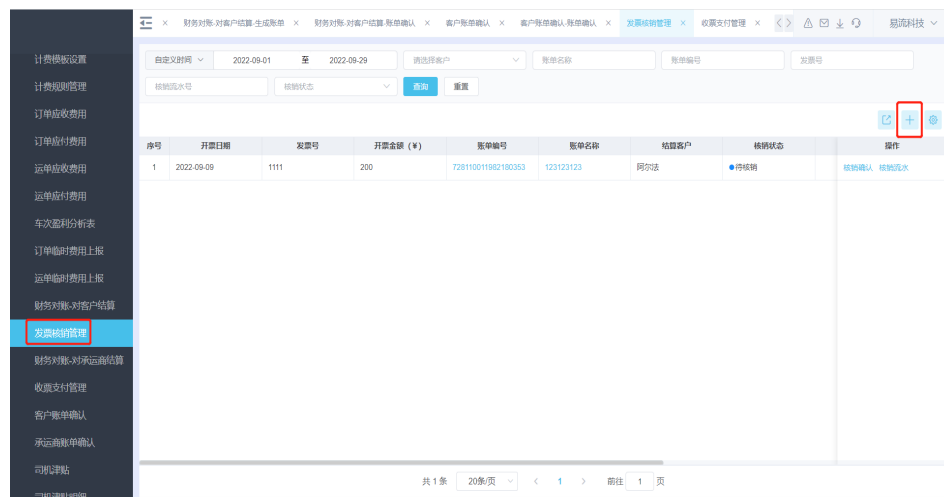 财务对账-对客户结算-生成账单 × 财务对账-对客户结算-账单确认 × 客户账单确认 × 客户账单确认-账单确认 × 发票核销管理 × 收票支付管理 × 易流科技
计费模板设置
计费规则管理
订单应收费用
订单应付费用
运单应收费用
运单应付费用
车次盈利分析表
订单临时费用上报
运单临时费用上报
财务对账-对客户结算
发票核销管理
财务对账-对承运商结算
收票支付管理
客户账单确认
承运商账单确认
司机津贴
司机津贴明细
自定义时间 2022-09-01 至 2022-09-29 请选择客户 账单名称 账单编号 发票号
核销流水号 核销状态 查询 重置
序号 开票日期 发票号 开票金额 (¥) 账单编号 账单名称 结算客户 核销状态 操作
1 2022-09-09 1111 200 728110011982180353 123123123 阿尔法 待核销 核销确认 核销流水
共 1 条 20条/页 < 1 > 前往 1 页